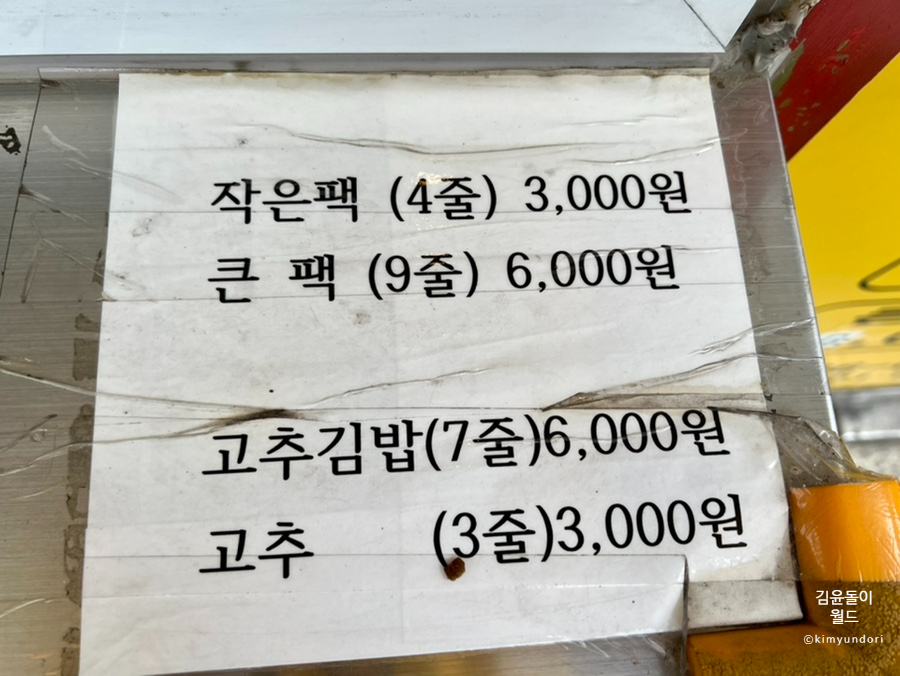 작은팩 (4줄) 3,000원
큰 팩 (9줄) 6,000원
고추김밥(7줄)6,000원
고추 (3줄)3,000원
김윤돌이
월드
©kimyundori